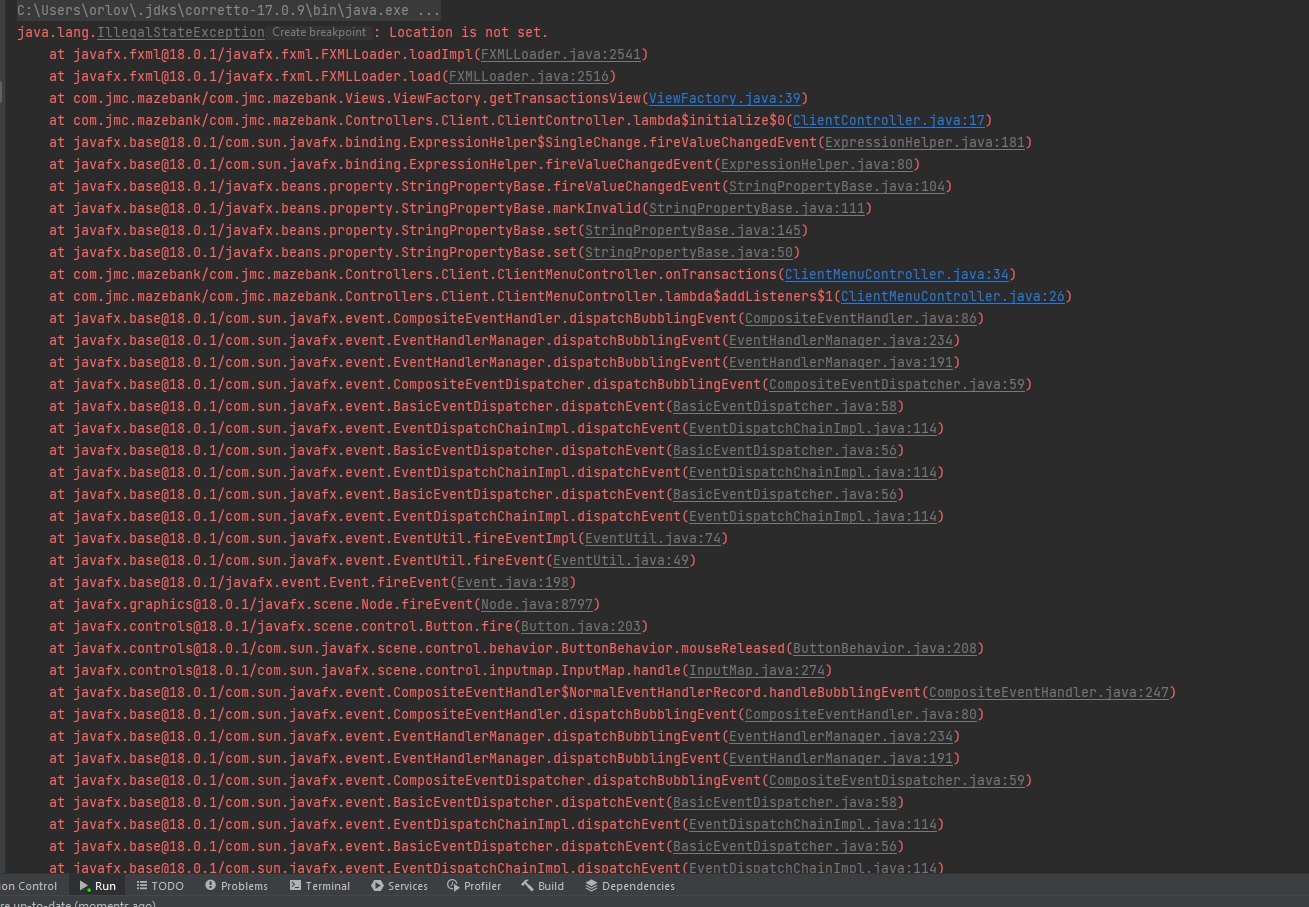 C:\Users\orlov\.jdks\corretto-17.0.9\bin\java.exe ...
java.lang.IllegalStateException Create breakpoint : Location is not set.
at javafx.fxml@18.0.1/javafx.fxml.FXMLLoader.loadImpl(FXMLLoader.java:2541)
at javafx.fxml@18.0.1/javafx.fxml.FXMLLoader.load(FXMLLoader.java:2516)
at com.jmc.mazebank/com.jmc.mazebank.Views.ViewFactory.getTransactionsView(ViewFactory.java:39)
at com.jmc.mazebank/com.jmc.mazebank.Controllers.Client.ClientController.lambda$initialize$0(ClientController.java:17)
at javafx.base@18.0.1/com.sun.javafx.binding.ExpressionHelper$SingleChange.fireValueChangedEvent(ExpressionHelper.java:181)
at javafx.base@18.0.1/com.sun.javafx.binding.ExpressionHelper.fireValueChangedEvent(ExpressionHelper.java:80)
at javafx.base@18.0.1/javafx.beans.property.StringPropertyBase.fireValueChangedEvent(StringPropertyBase.java:104)
at javafx.base@18.0.1/javafx.beans.property.StringPropertyBase.markInvalid(StringPropertyBase.java:111)
at javafx.base@18.0.1/javafx.beans.property.StringPropertyBase.set(StringPropertyBase.java:145)
at javafx.base@18.0.1/javafx.beans.property.StringPropertyBase.set(StringPropertyBase.java:50)
at com.jmc.mazebank/com.jmc.mazebank.Controllers.Client.ClientMenuController.onTransactions(ClientMenuController.java:34)
at com.jmc.mazebank/com.jmc.mazebank.Controllers.Client.ClientMenuController.lambda$addListeners$1(ClientMenuController.java:26)
at javafx.base@18.0.1/com.sun.javafx.event.CompositeEventHandler.dispatchBubblingEvent(CompositeEventHandler.java:86)
at javafx.base@18.0.1/com.sun.javafx.event.EventHandlerManager.dispatchBubblingEvent(EventHandlerManager.java:234)
at javafx.base@18.0.1/com.sun.javafx.event.EventHandlerManager.dispatchBubblingEvent(EventHandlerManager.java:191)
at javafx.base@18.0.1/com.sun.javafx.event.CompositeEventDispatcher.dispatchBubblingEvent(CompositeEventDispatcher.java:59)
at javafx.base@18.0.1/com.sun.javafx.event.BasicEventDispatcher.dispatchEvent(BasicEventDispatcher.java:58)
at javafx.base@18.0.1/com.sun.javafx.event.EventDispatchChainImpl.dispatchEvent(EventDispatchChainImpl.java:114)
at javafx.base@18.0.1/com.sun.javafx.event.BasicEventDispatcher.dispatchEvent(BasicEventDispatcher.java:56)
at javafx.base@18.0.1/com.sun.javafx.event.EventDispatchChainImpl.dispatchEvent(EventDispatchChainImpl.java:114)
at javafx.base@18.0.1/com.sun.javafx.event.BasicEventDispatcher.dispatchEvent(BasicEventDispatcher.java:56)
at javafx.base@18.0.1/com.sun.javafx.event.EventDispatchChainImpl.dispatchEvent(EventDispatchChainImpl.java:114)
at javafx.base@18.0.1/com.sun.javafx.event.EventUtil.fireEventImpl(EventUtil.java:74)
at javafx.base@18.0.1/com.sun.javafx.event.EventUtil.fireEvent(EventUtil.java:49)
at javafx.base@18.0.1/javafx.event.Event.fireEvent(Event.java:198)
at javafx.graphics@18.0.1/javafx.scene.Node.fireEvent(Node.java:8797)
at javafx.controls@18.0.1/javafx.scene.control.Button.fire(Button.java:203)
at javafx.controls@18.0.1/com.sun.javafx.scene.control.behavior.ButtonBehavior.mouseReleased(ButtonBehavior.java:208)
at javafx.controls@18.0.1/com.sun.javafx.scene.control.inputmap.InputMap.handle(InputMap.java:274)
at javafx.base@18.0.1/com.sun.javafx.event.CompositeEventHandler$NormalEventHandlerRecord.handleBubblingEvent(CompositeEventHandler.java:247)
at javafx.base@18.0.1/com.sun.javafx.event.CompositeEventHandler.dispatchBubblingEvent(CompositeEventHandler.java:80)
at javafx.base@18.0.1/com.sun.javafx.event.EventHandlerManager.dispatchBubblingEvent(EventHandlerManager.java:234)
at javafx.base@18.0.1/com.sun.javafx.event.EventHandlerManager.dispatchBubblingEvent(EventHandlerManager.java:191)
at javafx.base@18.0.1/com.sun.javafx.event.CompositeEventDispatcher.dispatchBubblingEvent(CompositeEventDispatcher.java:59)
at javafx.base@18.0.1/com.sun.javafx.event.BasicEventDispatcher.dispatchEvent(BasicEventDispatcher.java:58)
at javafx.base@18.0.1/com.sun.javafx.event.EventDispatchChainImpl.dispatchEvent(EventDispatchChainImpl.java:114)
at javafx.base@18.0.1/com.sun.javafx.event.BasicEventDispatcher.dispatchEvent(BasicEventDispatcher.java:56)
at javafx.base@18.0.1/com.sun.javafx.event.EventDispatchChainImpl.dispatchEvent(EventDispatchChainImpl.java:114)
on Control Run TODO Problems Terminal Services Profiler Build Dependencies
re up-to-date (moments ago)